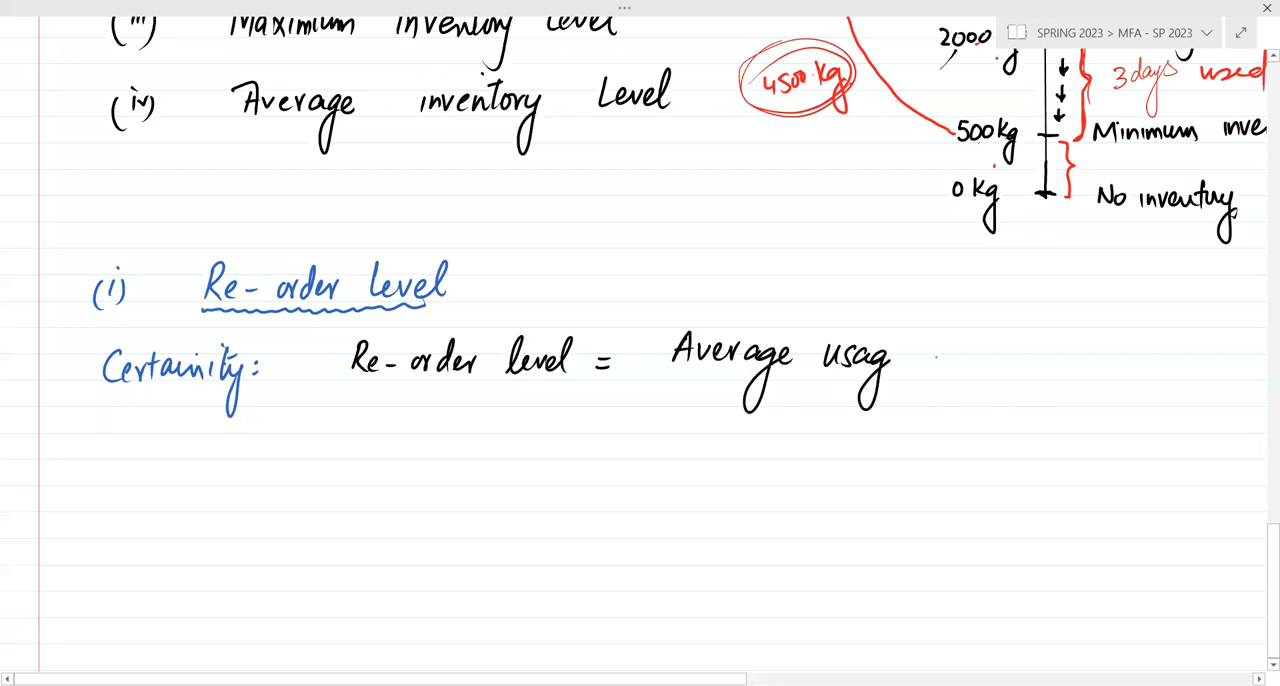 SPRING 2023 > MFA - SP 2023
(iii) Maximum inventory Level
(iv) Average inventory Level
4500 Kg
2000
3 days used
500 Kg
Minimum inve
0 Kg
No inventory
(i) Re-order level
Certainity: Re-order level = Average usag